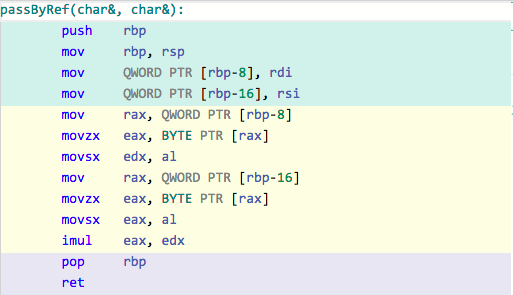 passByRef(char&, char&):
push rbp
mov rbp, rsp
mov QWORD PTR [rbp-8], rdi
mov QWORD PTR [rbp-16], rsi
mov rax, QWORD PTR [rbp-8]
movzx eax, BYTE PTR [rax]
movsx edx, al
mov rax, QWORD PTR [rbp-16]
movzx eax, BYTE PTR [rax]
movsx eax, al
imul eax, edx
pop rbp
ret